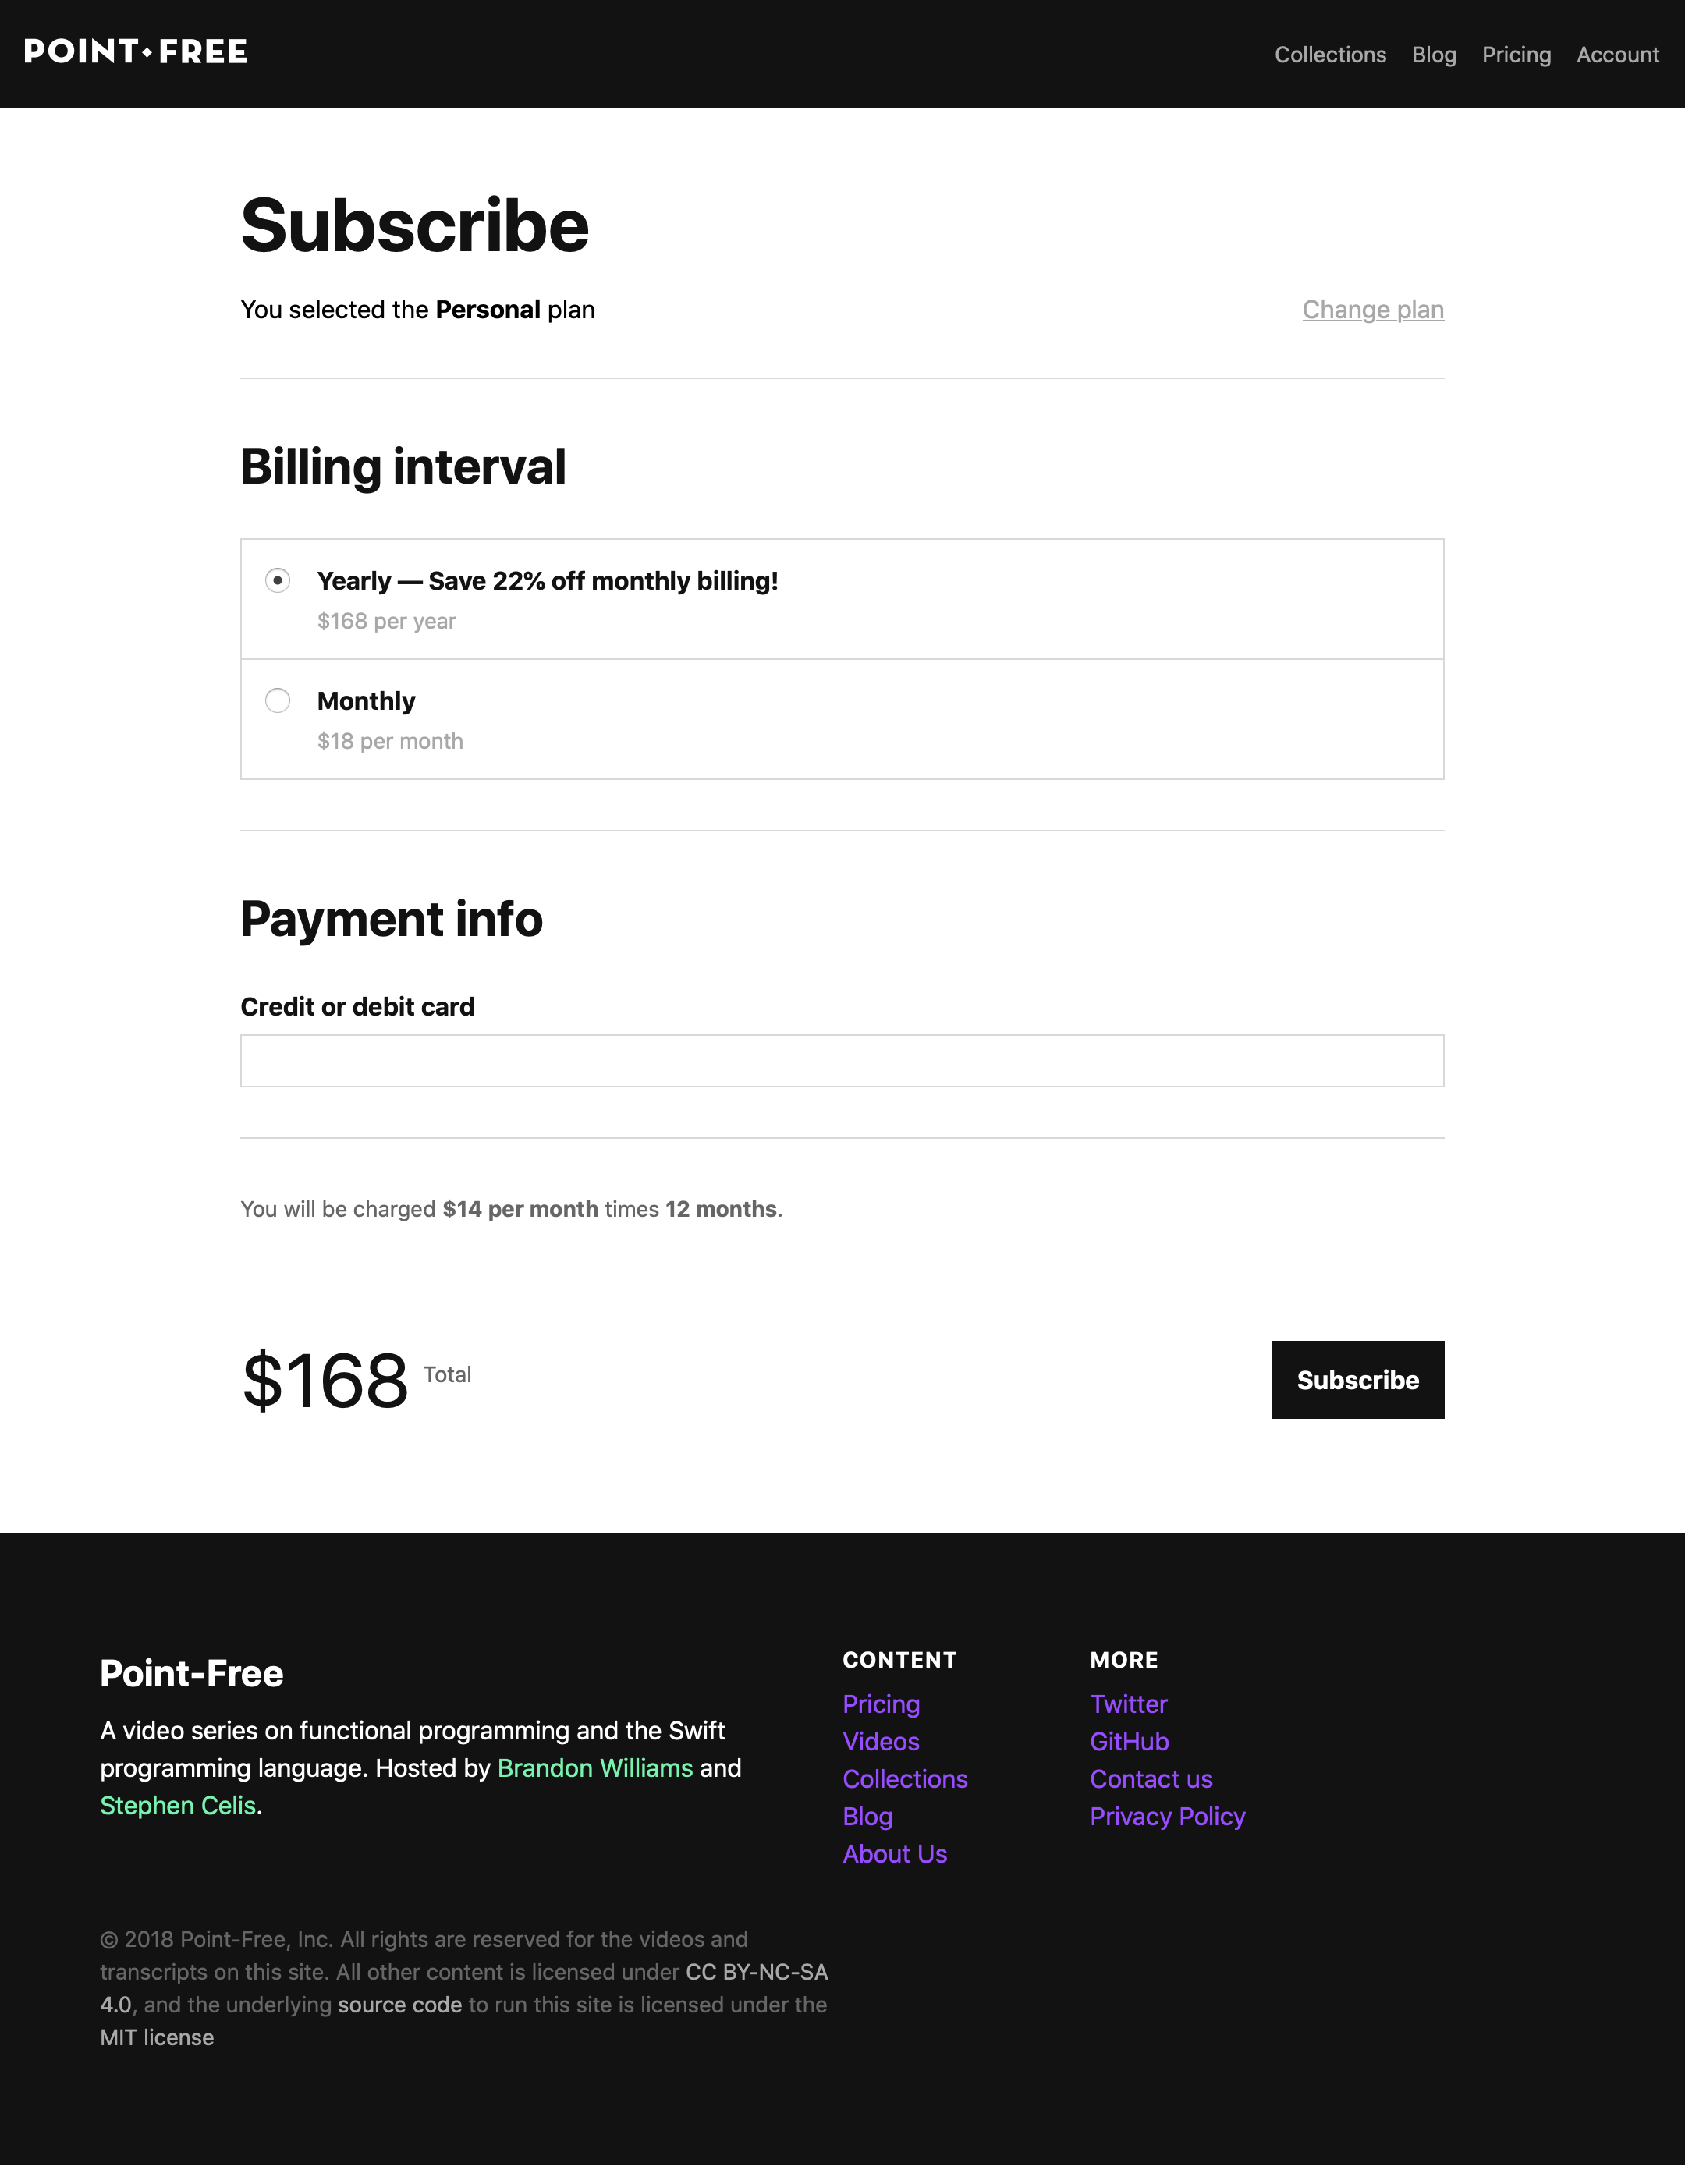 POINT·FREE
Collections Blog Pricing Account
Subscribe
You selected the Personal plan Change plan
Billing interval
Yearly — Save 22% off monthly billing!
$168 per year
Monthly
$18 per month
Payment info
Credit or debit card
You will be charged $14 per month times 12 months.
$168 Total
Subscribe
Point-Free
A video series on functional programming and the Swift
programming language. Hosted by Brandon Williams and
Stephen Celis.
CONTENT
Pricing
Videos
Collections
Blog
About Us
MORE
Twitter
GitHub
Contact us
Privacy Policy
© 2018 Point-Free, Inc. All rights are reserved for the videos and
transcripts on this site. All other content is licensed under CC BY-NC-SA
4.0, and the underlying source code to run this site is licensed under the
MIT license